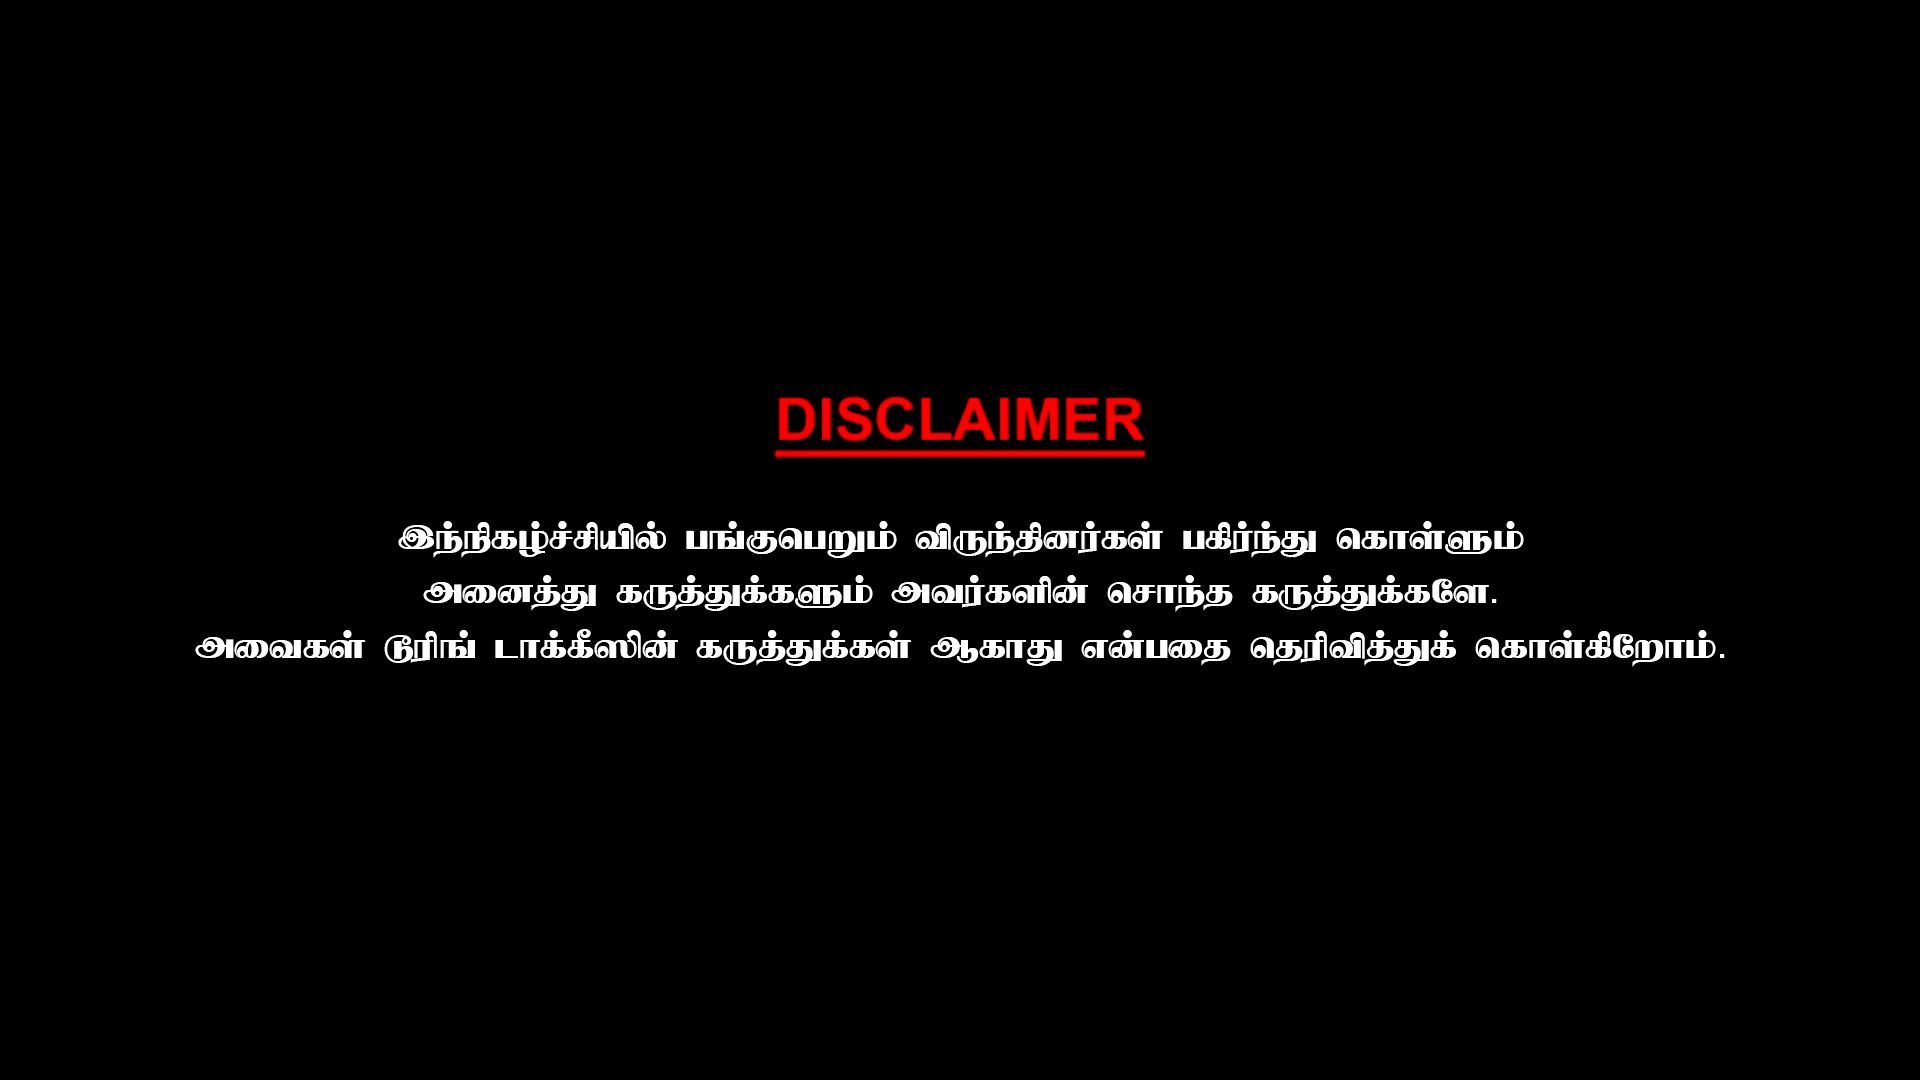 DISCLAIMER
இந்நிகழ்ச்சியில் பங்குபெறும் விருந்தினர்கள் பகிர்ந்து கொள்ளும்
அனைத்து கருத்துக்களும் அவர்களின் சொந்த கருத்துக்களே.
அவைகள் டூரிங் டாக்கீஸின் கருத்துக்கள் ஆகாது என்பதை தெரிவித்துக் கொள்கிறோம்.